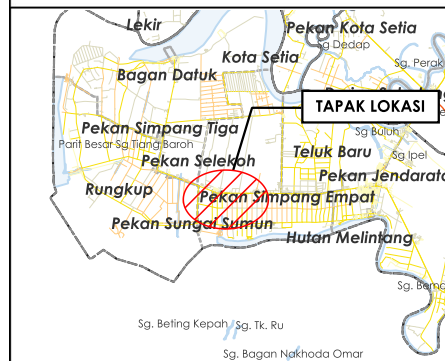 Lekir
Pekan Kota Setia
Sg Dedap
Kota Setia
Sg. Perak
Bagan Datuk
TAPAK LOKASI
Pekan Simpang Tiga
Sg Buluh
Parit Besar Sg Tiang Baroh
Teluk Baru
Sg Ipel
Pekan Selekoh
Pekan Jendarata
Rungkup
Pekan Simpang Empat
Pekan Sungai Sumun
Hutan Melintang
Sg. Berna
Sg. Beting Kepah
Sg. Tk. Ru
Sg. Bagan Nakhoda Omar